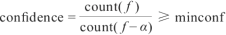 confidence = count(f) / count(f−α) ⩾ minconf